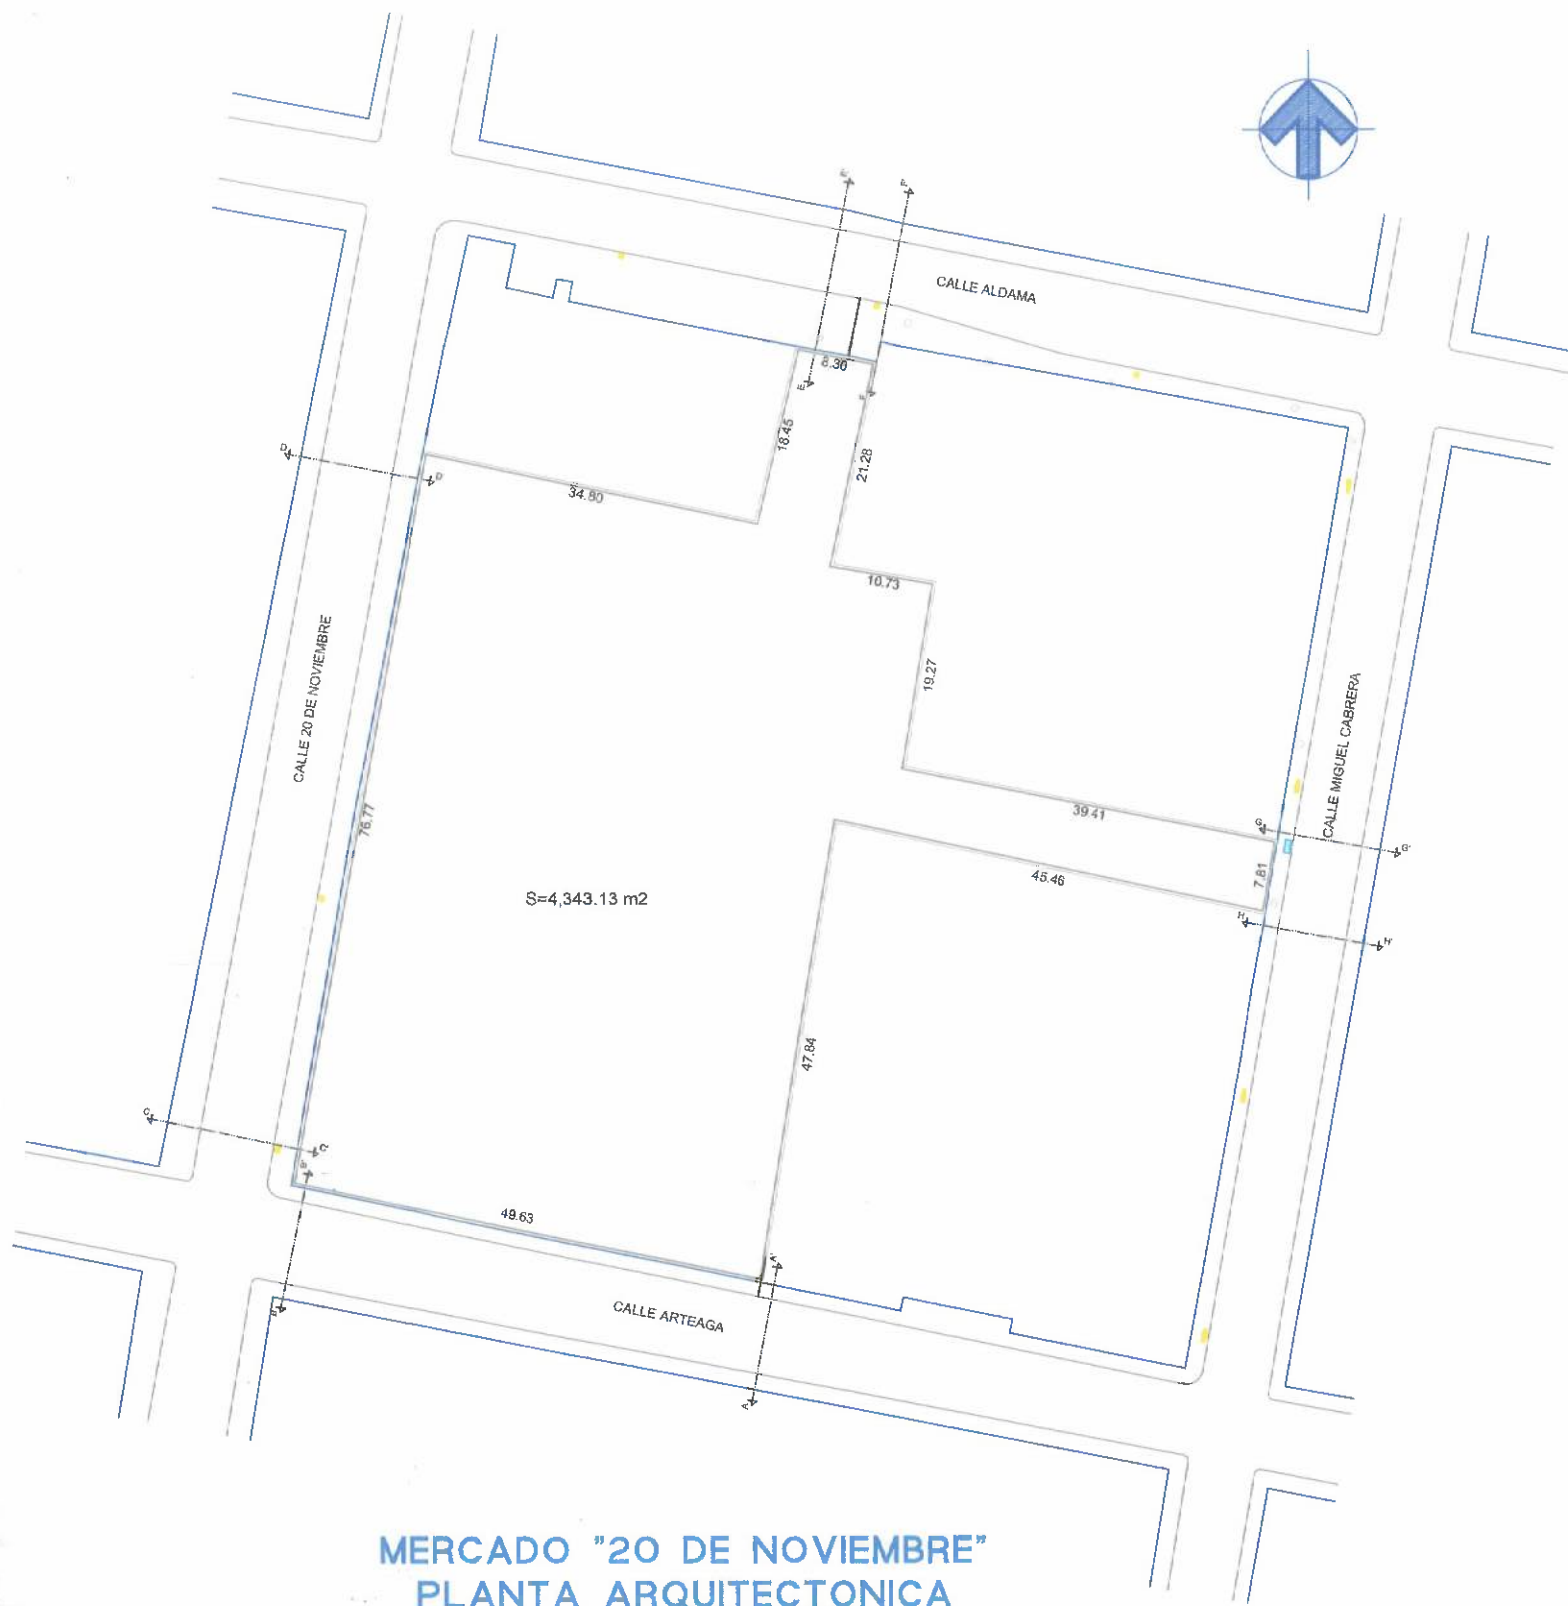 E'
F'
CALLE ALDAMA
8.30
E
F
18.45
21.28
D
D'
34.80
10.73
19.27
CALLE 20 DE NOVIEMBRE
CALLE MIGUEL CABRERA
76.77
39.41
G
G'
45.46
7.81
S=4,343.13 m2
H
H'
47.84
C
C'
B'
49.63
A'
B
CALLE ARTEAGA
A
MERCADO "20 DE NOVIEMBRE"
PLANTA ARQUITECTONICA